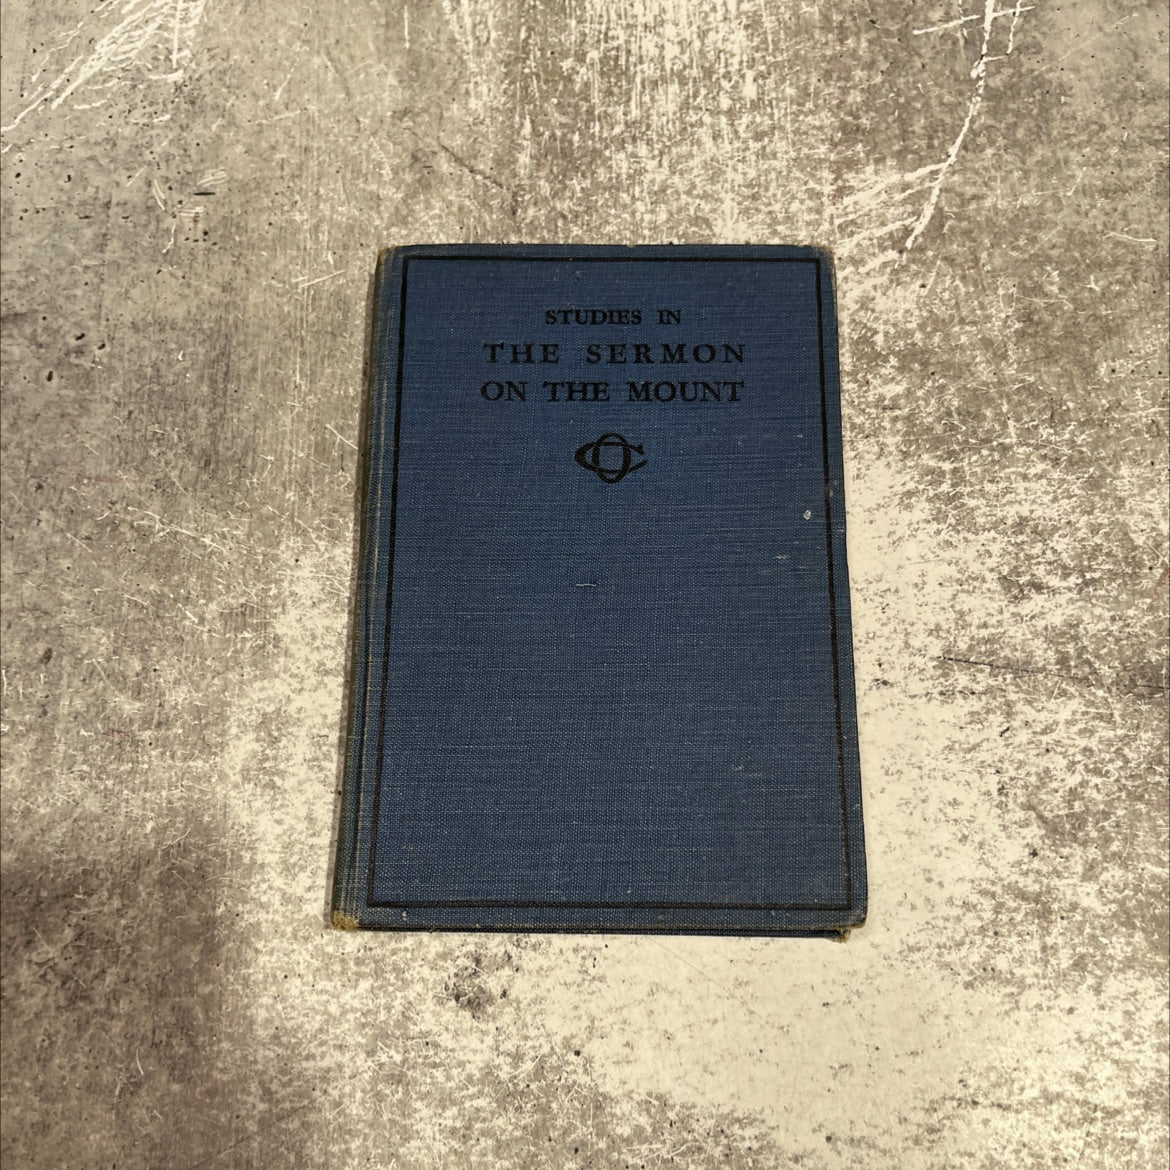 STUDIES IN
THE SERMON
ON THE MOUNT